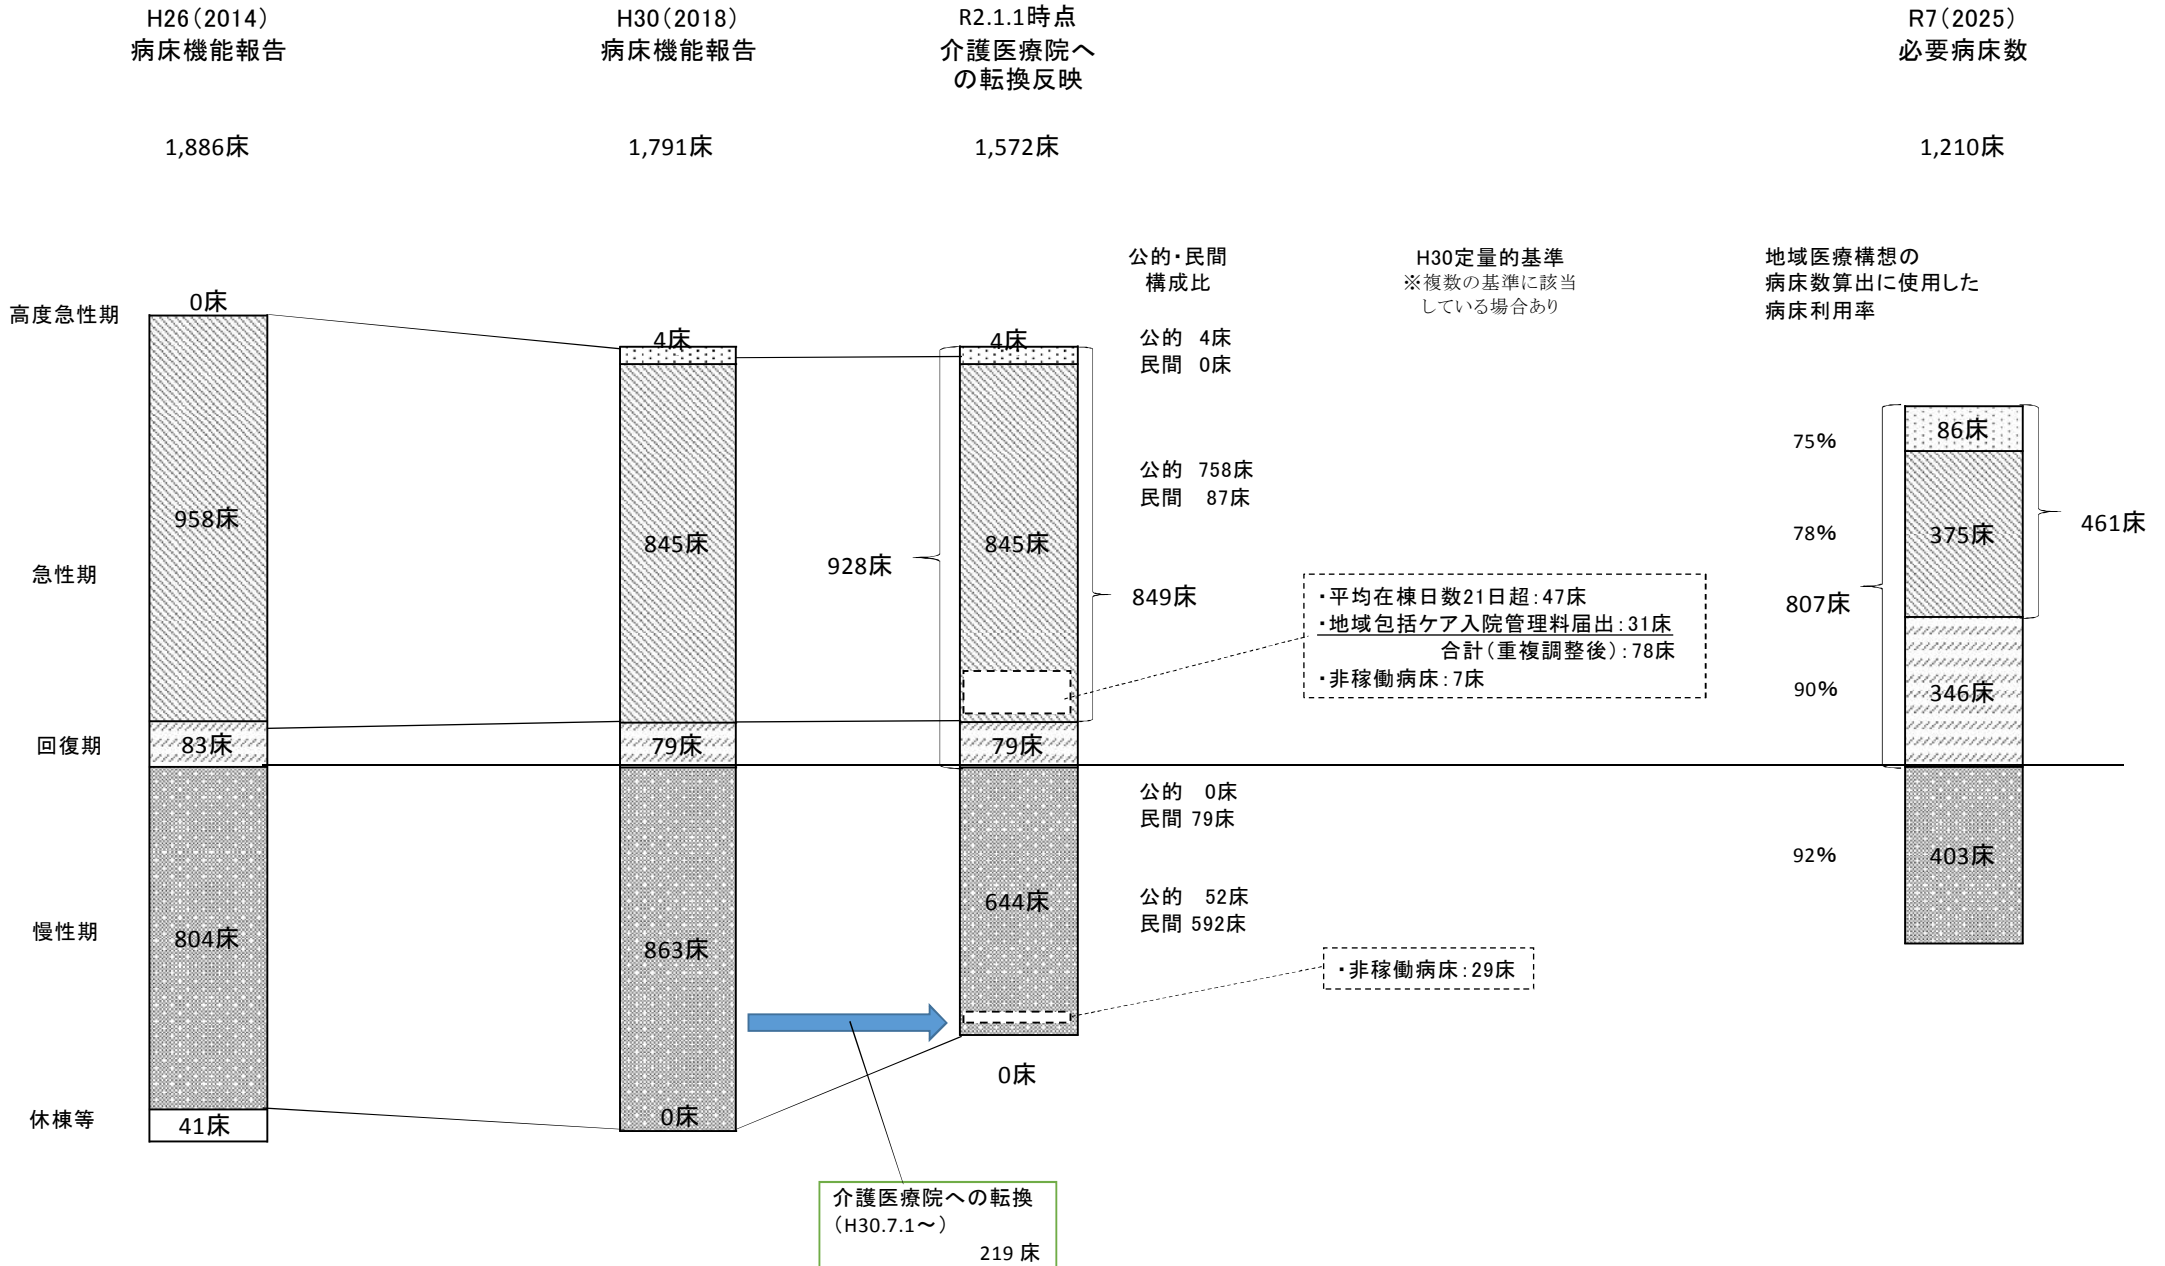 H26(2014)
病床機能報告
1,886床
H30(2018)
病床機能報告
1,791床
R2.1.1時点
介護医療院へ
の転換反映
1,572床
R7(2025)
必要病床数
1,210床
公的・民間
構成比
H30定量的基準
※複数の基準に該当
している場合あり
地域医療構想の
病床数算出に使用した
病床利用率
高度急性期
急性期
回復期
慢性期
休棟等
0床
958床
83床
804床
41床
4床
845床
79床
863床
0床
928床
4床
845床
79床
644床
0床
849床
公的 4床
民間 0床
公的 758床
民間 87床
公的 0床
民間 79床
公的 52床
民間 592床
・平均在棟日数21日超:47床
・地域包括ケア入院管理料届出:31床
合計(重複調整後):78床
・非稼働病床:7床
・非稼働病床:29床
75%
78%
90%
92%
807床
86床
375床
346床
403床
461床
介護医療院への転換
(H30.7.1~)
219 床